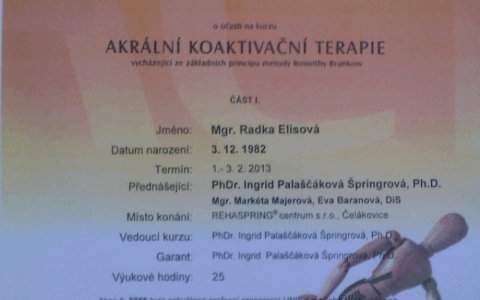 o účasti na kurzu
AKRÁLNÍ KOAKTIVAČNÍ TERAPIE
vycházející ze základních principu metody Roswithy Brunkow
ČÁST I.
Jméno: Mgr. Radka Elisová
Datum narození: 3. 12. 1982
Termín: 1.- 3. 2. 2013
Přednášející: PhDr. Ingrid Palaščáková Špringrová, Ph.D.
Mgr. Markéta Majerová, Eva Baranová, DiS
Místo konání: REHASPRING® centrum s.r.o., Čelákovice
Vedoucí kurzu: PhDr. Ingrid Palaščáková Špringrová, Ph.D.
Garant: PhDr. Ingrid Palaščáková Špringrová, Ph.D.
Výukové hodiny: 25